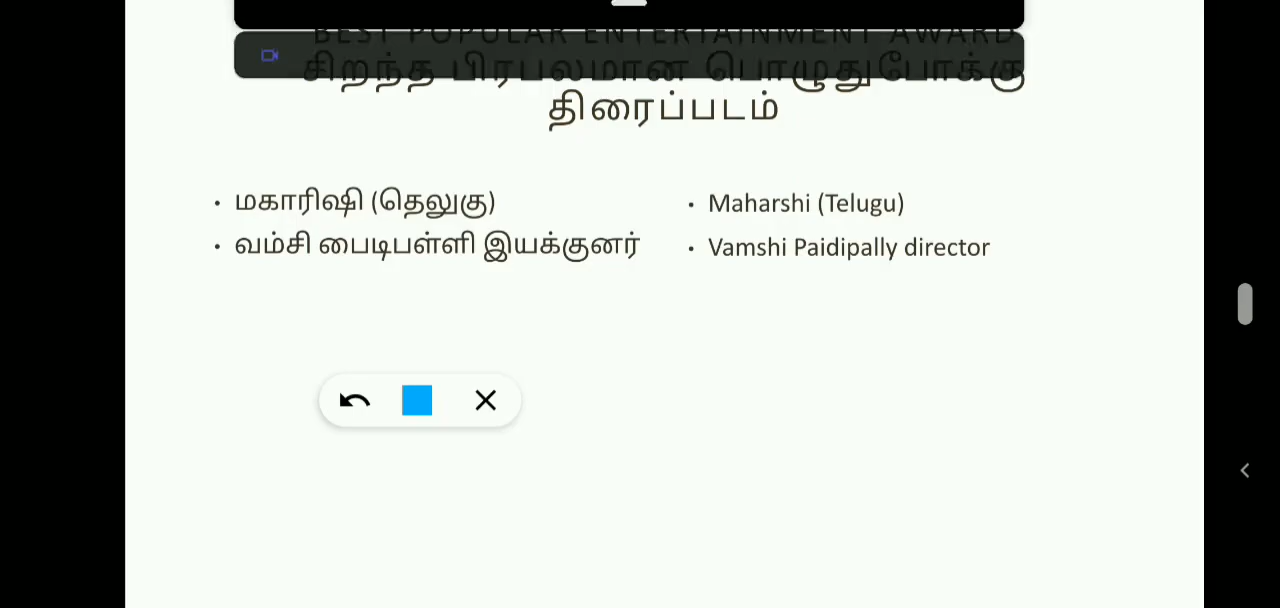 BEST POPULAR ENTERTAINMENT AWARD
சிறந்த பிரபலமான பொழுதுபோக்கு
திரைப்படம்
• மகாரிஷி (தெலுகு)
• வம்சி பைடிபள்ளி இயக்குனர்
• Maharshi (Telugu)
• Vamshi Paidipally director